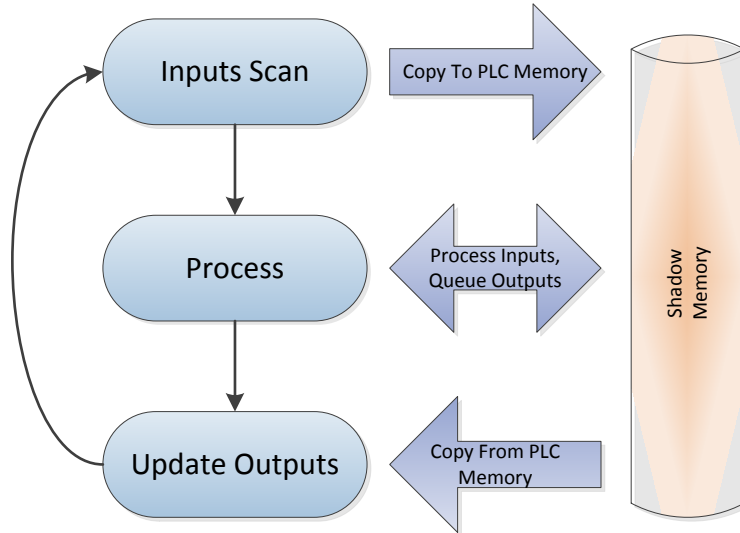 Inputs Scan
Copy To PLC Memory
Process
Process Inputs,
Queue Outputs
Shadow
Memory
Update Outputs
Copy From PLC
Memory